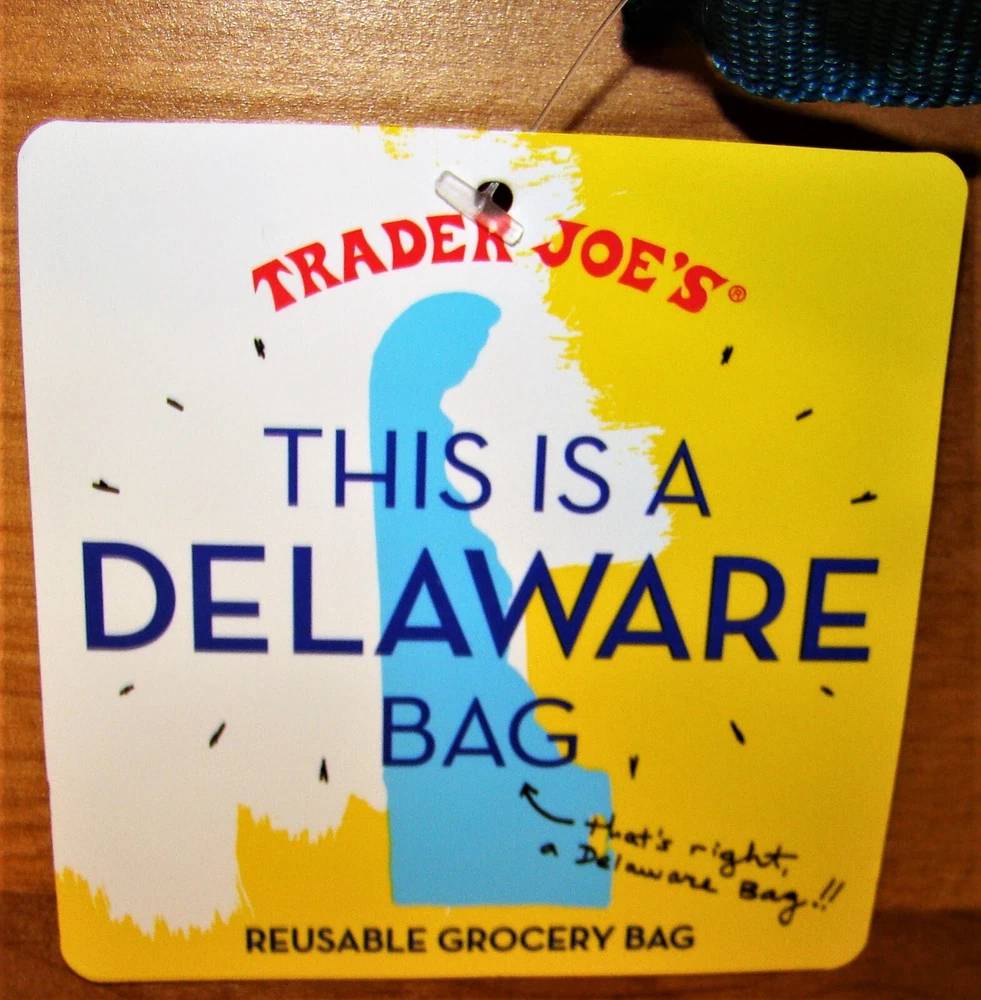 TRADER JOE'S®
THIS IS A
DELAWARE
BAG
that's right,
a Delaware Bag!!
REUSABLE GROCERY BAG